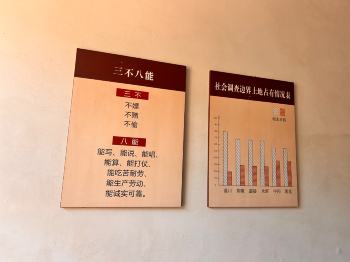 三不八能
三 不
不嫖
不赌
不偷
八 能
能写、能说、能唱、
能算、能打仗、
能吃苦耐劳、
能生产劳动、
能诚实可靠。
社会调查边界土地占有情况表